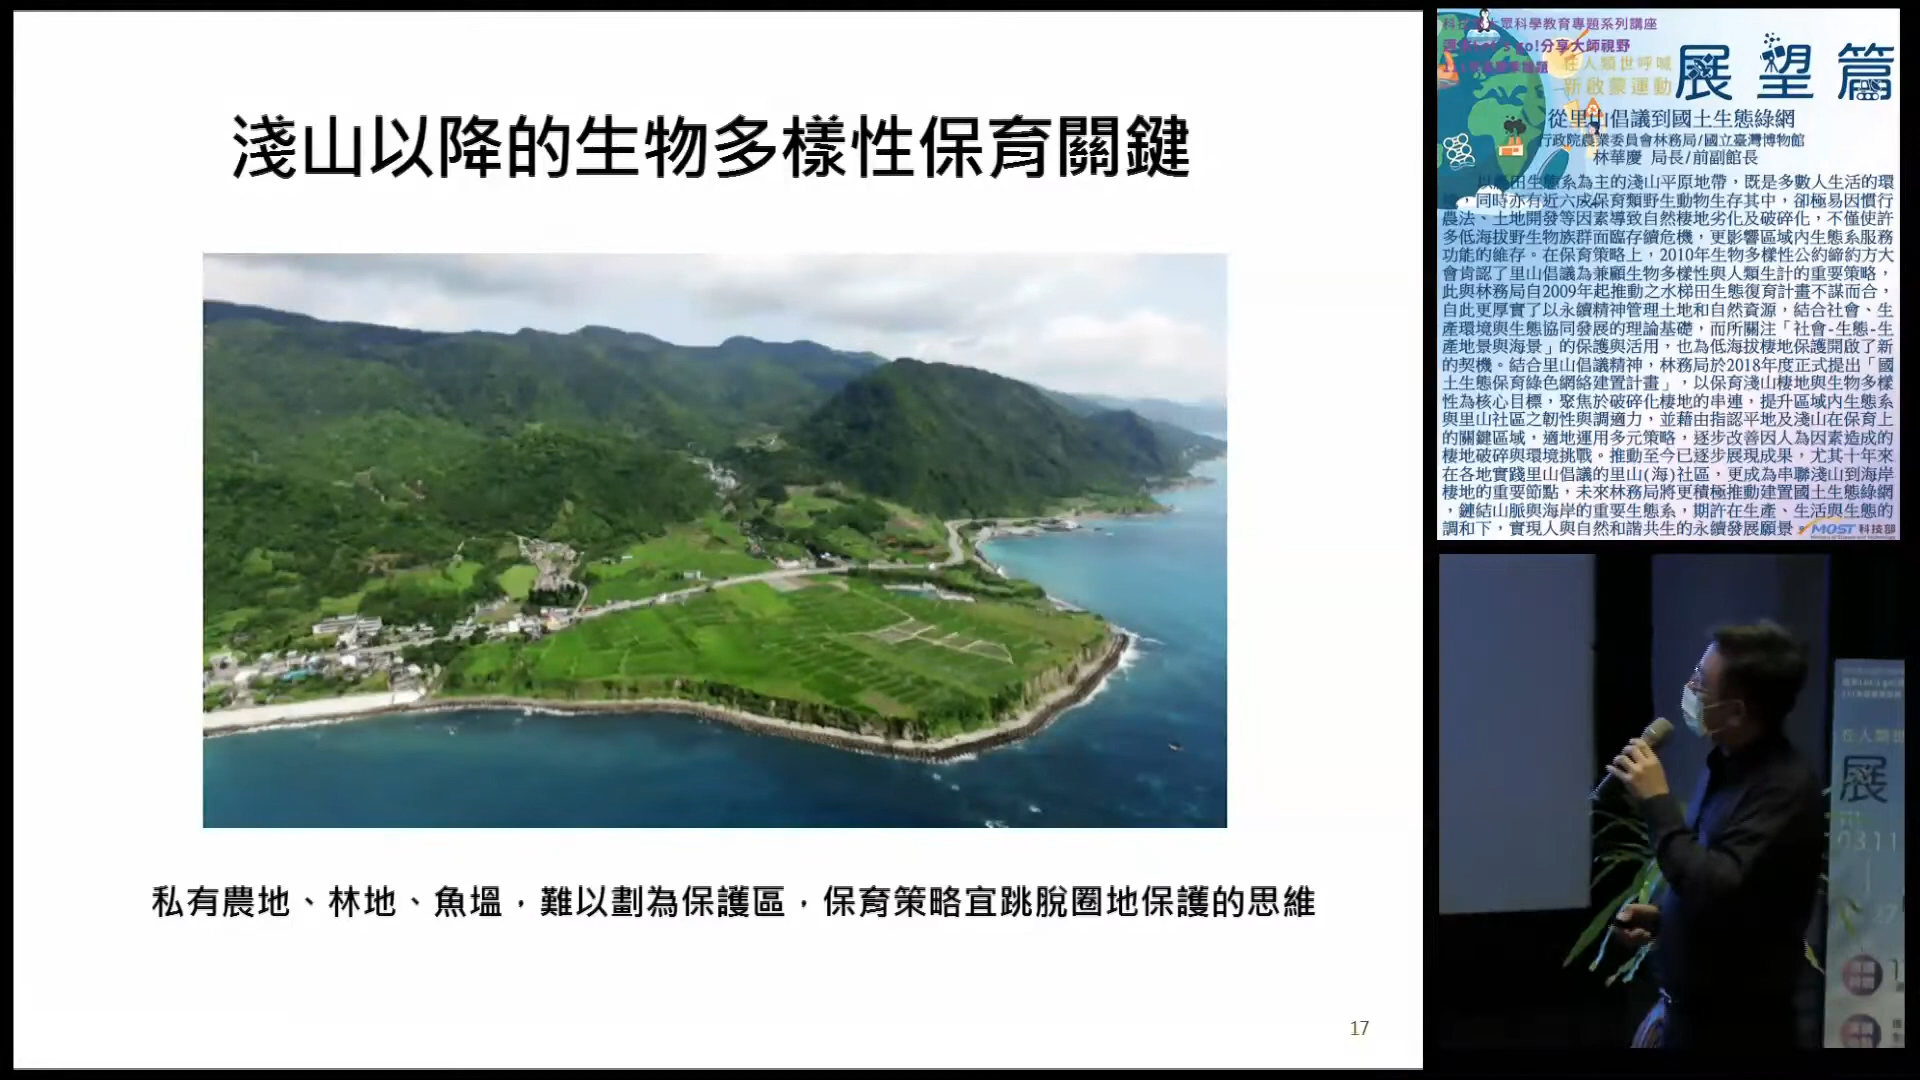 淺山以降的生物多樣性保育關鍵
私有農地、林地、魚塭，難以劃為保護區，保育策略宜跳脫圈地保護的思維
17
展望篇
從里山倡議到國土生態綠網
行政院農業委員會林務局/國立臺灣博物館
林華慶 局長/前副館長
同時亦有近六成保育類野生動物生存其中，卻極易因慣行
農法、土地開發等因素導致自然棲地劣化及破碎化，不僅使許
多低海拔野生物族群面臨存續危機，更影響區域內生態系服務
功能的維存。在保育策略上，2010年生物多樣性公約締約方大
會肯認了里山倡議為兼顧生物多樣性與人類生計的重要策略，
此與林務局自2009年起推動之水梯田生態復育計畫不謀而合，
自此更厚實了以永續精神管理土地和自然資源，結合社會、生
產環境與生態協同發展的理論基礎，而所關注「社會-生態-生
產地景與海景」的保護與活用，也為低海拔棲地保護開啟了新
的契機。結合里山倡議精神，林務局於2018年度正式提出「國
土生態保育綠色網絡建置計畫」，以保育淺山棲地與生物多樣
性為核心目標，聚焦於破碎化棲地的串連，提升區域內生態系
與里山社區之韌性與調適力，並藉由指認平地及淺山在保育上
的關鍵區域，適地運用多元策略，逐步改善因人為因素造成的
棲地破碎與環境挑戰。推動至今已逐步展現成果，尤其十年來
在各地實踐里山倡議的里山(海)社區，更成為串聯淺山到海岸
棲地的重要節點，未來林務局將更積極推動建置國土生態綠網
，鏈結山脈與海岸的重要生態系，期許在生產、生活與生態的
調和下，實現人與自然和諧共生的永續發展願景。
MOST 科技部
在人類世
展
03.11